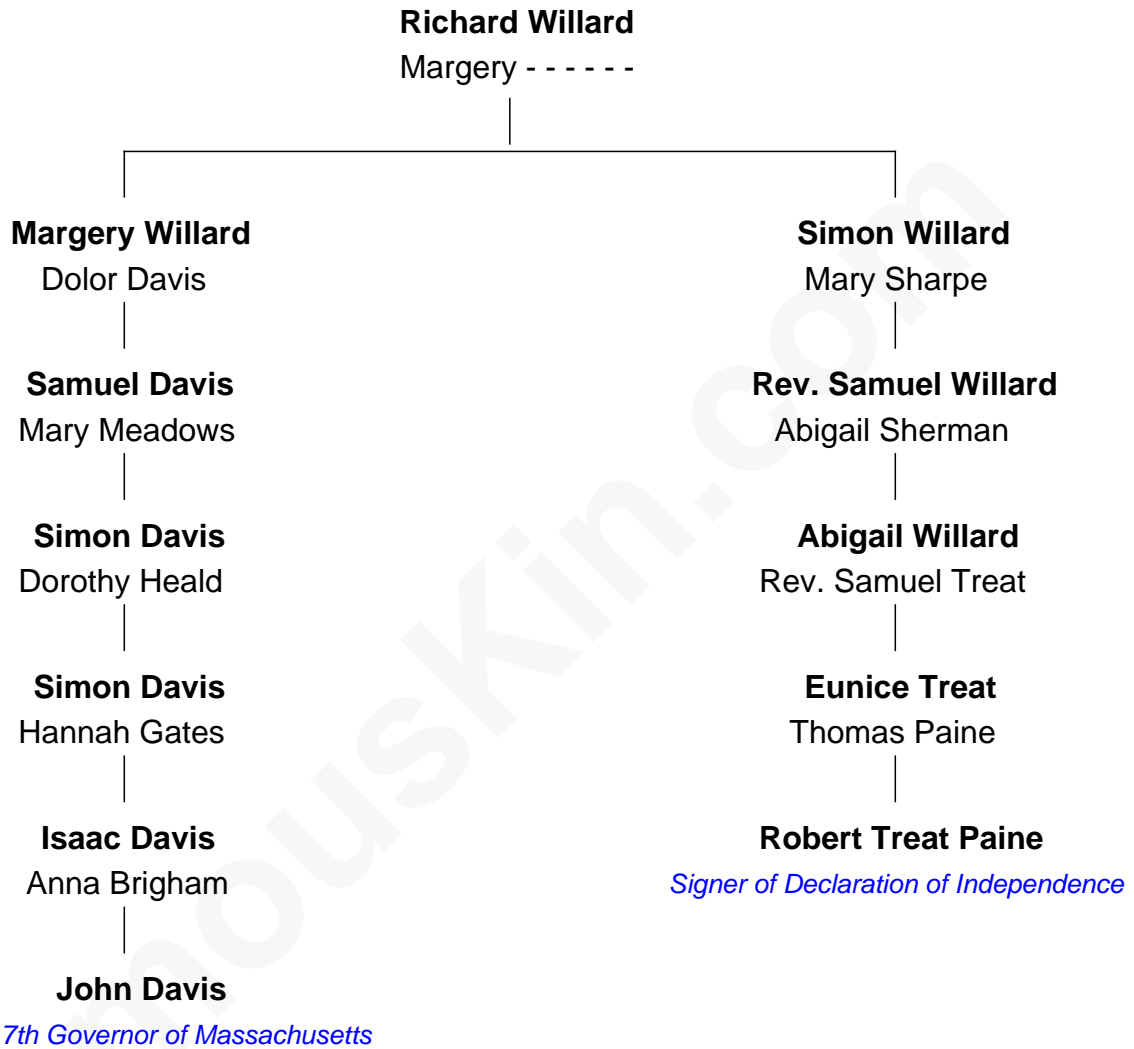 Richard Willard
Margery - - - - - -
Margery Willard
Dolor Davis
Simon Willard
Mary Sharpe
Samuel Davis
Mary Meadows
Rev. Samuel Willard
Abigail Sherman
Simon Davis
Dorothy Heald
Abigail Willard
Rev. Samuel Treat
Simon Davis
Hannah Gates
Eunice Treat
Thomas Paine
Isaac Davis
Anna Brigham
Robert Treat Paine
Signer of Declaration of Independence
John Davis
7th Governor of Massachusetts
mousKin.com